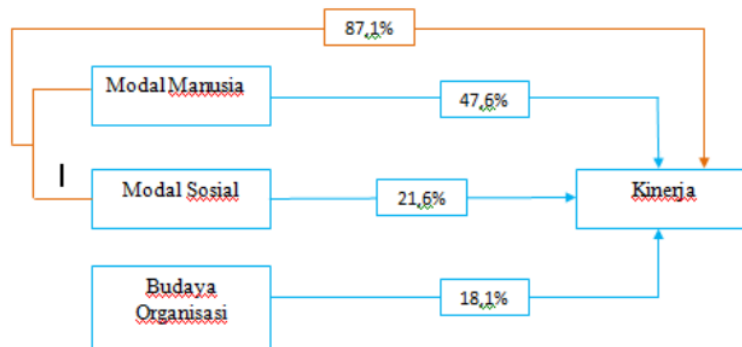 87,1%
Modal Manusia
47,6%
Modal Sosial
21,6%
Kinerja
Budaya
Organisasi
18,1%